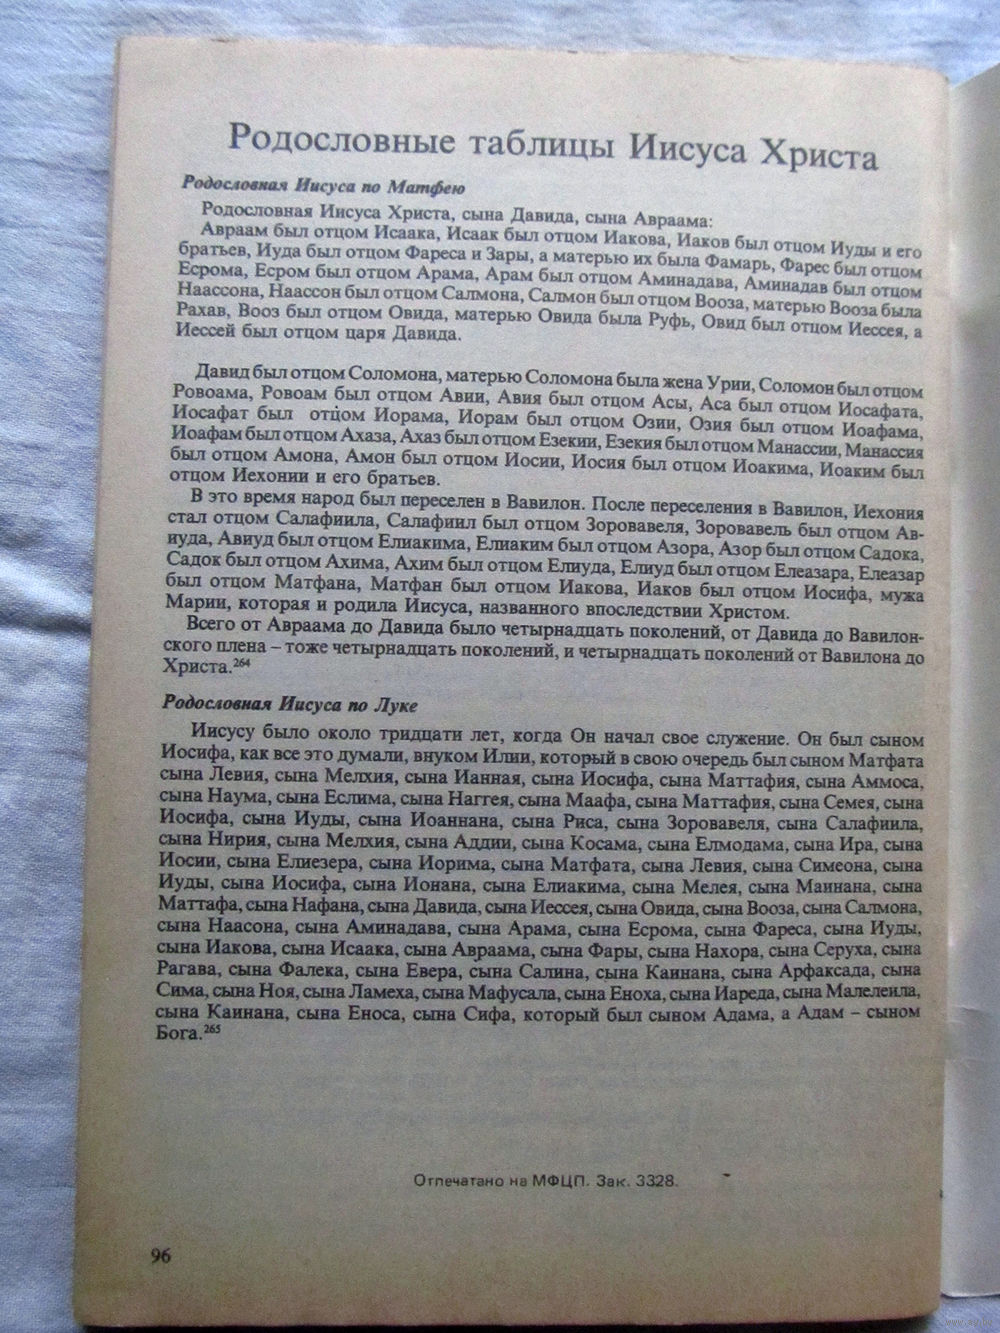 Родословные таблицы Иисуса Христа
Родословная Иисуса по Матфею
Родословная Иисуса Христа, сына Давида, сына Авраама:
Авраам был отцом Исаака, Исаак был отцом Иакова, Иаков был отцом Иуды и его
братьев, Иуда был отцом Фареса и Зары, а матерью их была Фамарь, Фарес был отцом
Есрома, Есром был отцом Арама, Арам был отцом Аминадава, Аминадав был отцом
Наассона, Наассон был отцом Салмона, Салмон был отцом Вооза, матерью Вооза была
Рахав, Вооз был отцом Овида, матерью Овида была Руфь, Овид был отцом Иессея, а
Иессей был отцом царя Давида.
Давид был отцом Соломона, матерью Соломона была жена Урии, Соломон был отцом
Ровоама, Ровоам был отцом Авии, Авия был отцом Асы, Аса был отцом Иосафата,
Иосафат был отцом Иорама, Иорам был отцом Озии, Озия был отцом Иоафама,
Иоафам был отцом Ахаза, Ахаз был отцом Езекии, Езекия был отцом Манассии, Манассия
был отцом Амона, Амон был отцом Иосии, Иосия был отцом Иоакима, Иоаким был
отцом Иехонии и его братьев.
В это время народ был переселен в Вавилон. После переселения в Вавилон, Иехония
стал отцом Салафиила, Салафиил был отцом Зоровавеля, Зоровавель был отцом Ав-
иуда, Авиуд был отцом Елиакима, Елиаким был отцом Азора, Азор был отцом Садока,
Садок был отцом Ахима, Ахим был отцом Елиуда, Елиуд был отцом Елеазара, Елеазар
был отцом Матфана, Матфан был отцом Иакова, Иаков был отцом Иосифа, мужа
Марии, которая и родила Иисуса, названного впоследствии Христом.
Всего от Авраама до Давида было четырнадцать поколений, от Давида до Вавилон-
ского плена – тоже четырнадцать поколений, и четырнадцать поколений от Вавилона до
Христа.264
Родословная Иисуса по Луке
Иисусу было около тридцати лет, когда Он начал свое служение. Он был сыном
Иосифа, как все это думали, внуком Илии, который в свою очередь был сыном Матфата
сына Левия, сына Мелхия, сына Ианная, сына Иосифа, сына Маттафия, сына Аммоса,
сына Наума, сына Еслима, сына Наггея, сына Маафа, сына Маттафия, сына Семея, сына
Иосифа, сына Иуды, сына Иоаннана, сына Риса, сына Зоровавеля, сына Салафиила,
сына Нирия, сына Мелхия, сына Аддии, сына Косама, сына Елмодама, сына Ира, сына
Иосии, сына Елиезера, сына Иорима, сына Матфата, сына Левия, сына Симеона, сына
Иуды, сына Иосифа, сына Ионана, сына Елиакима, сына Мелея, сына Маинана, сына
Маттафа, сына Нафана, сына Давида, сына Иессея, сына Овида, сына Вооза, сына Салмона,
сына Наасона, сына Аминадава, сына Арама, сына Есрома, сына Фареса, сына Иуды,
сына Иакова, сына Исаака, сына Авраама, сына Фары, сына Нахора, сына Серуха, сына
Рагава, сына Фалека, сына Евера, сына Салина, сына Каинана, сына Арфаксада, сына
Сима, сына Ноя, сына Ламеха, сына Мафусала, сына Еноха, сына Иареда, сына Малелеила,
сына Каинана, сына Еноса, сына Сифа, который был сыном Адама, а Адам – сыном
Бога.265
Отпечатано на МФЦП. Зак. 3328.
96